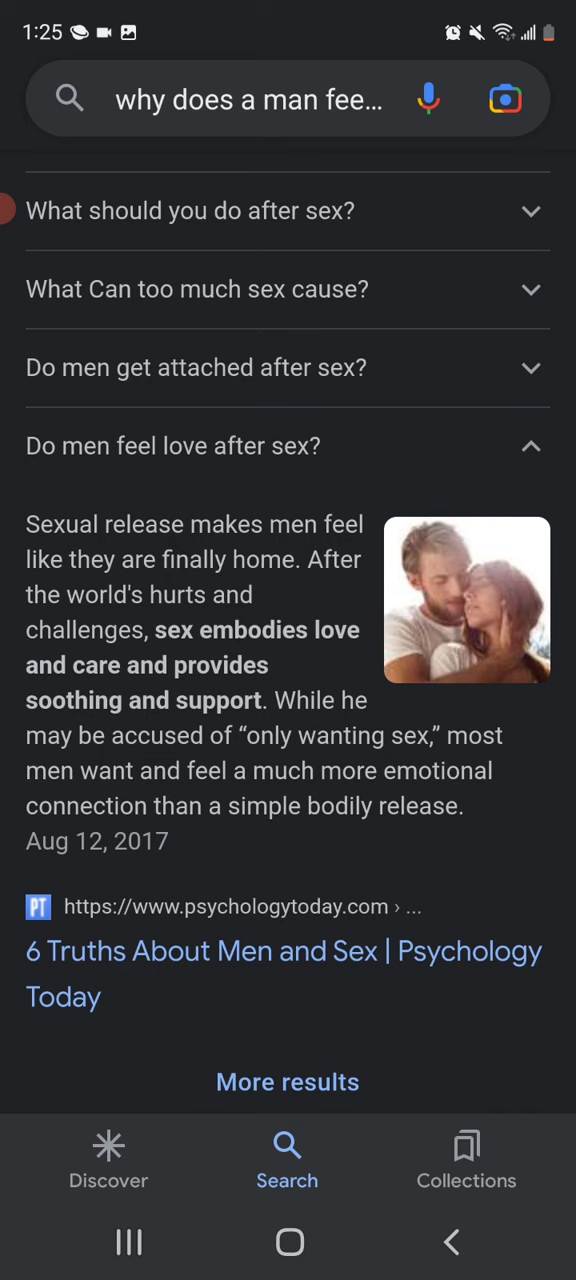 1:25
why does a man fee...
What should you do after sex?
What Can too much sex cause?
Do men get attached after sex?
Do men feel love after sex?
Sexual release makes men feel
like they are finally home. After
the world's hurts and
challenges, sex embodies love
and care and provides
soothing and support. While he
may be accused of “only wanting sex,” most
men want and feel a much more emotional
connection than a simple bodily release.
Aug 12, 2017
PT https://www.psychologytoday.com › ...
6 Truths About Men and Sex | Psychology
Today
More results
Discover Search Collections